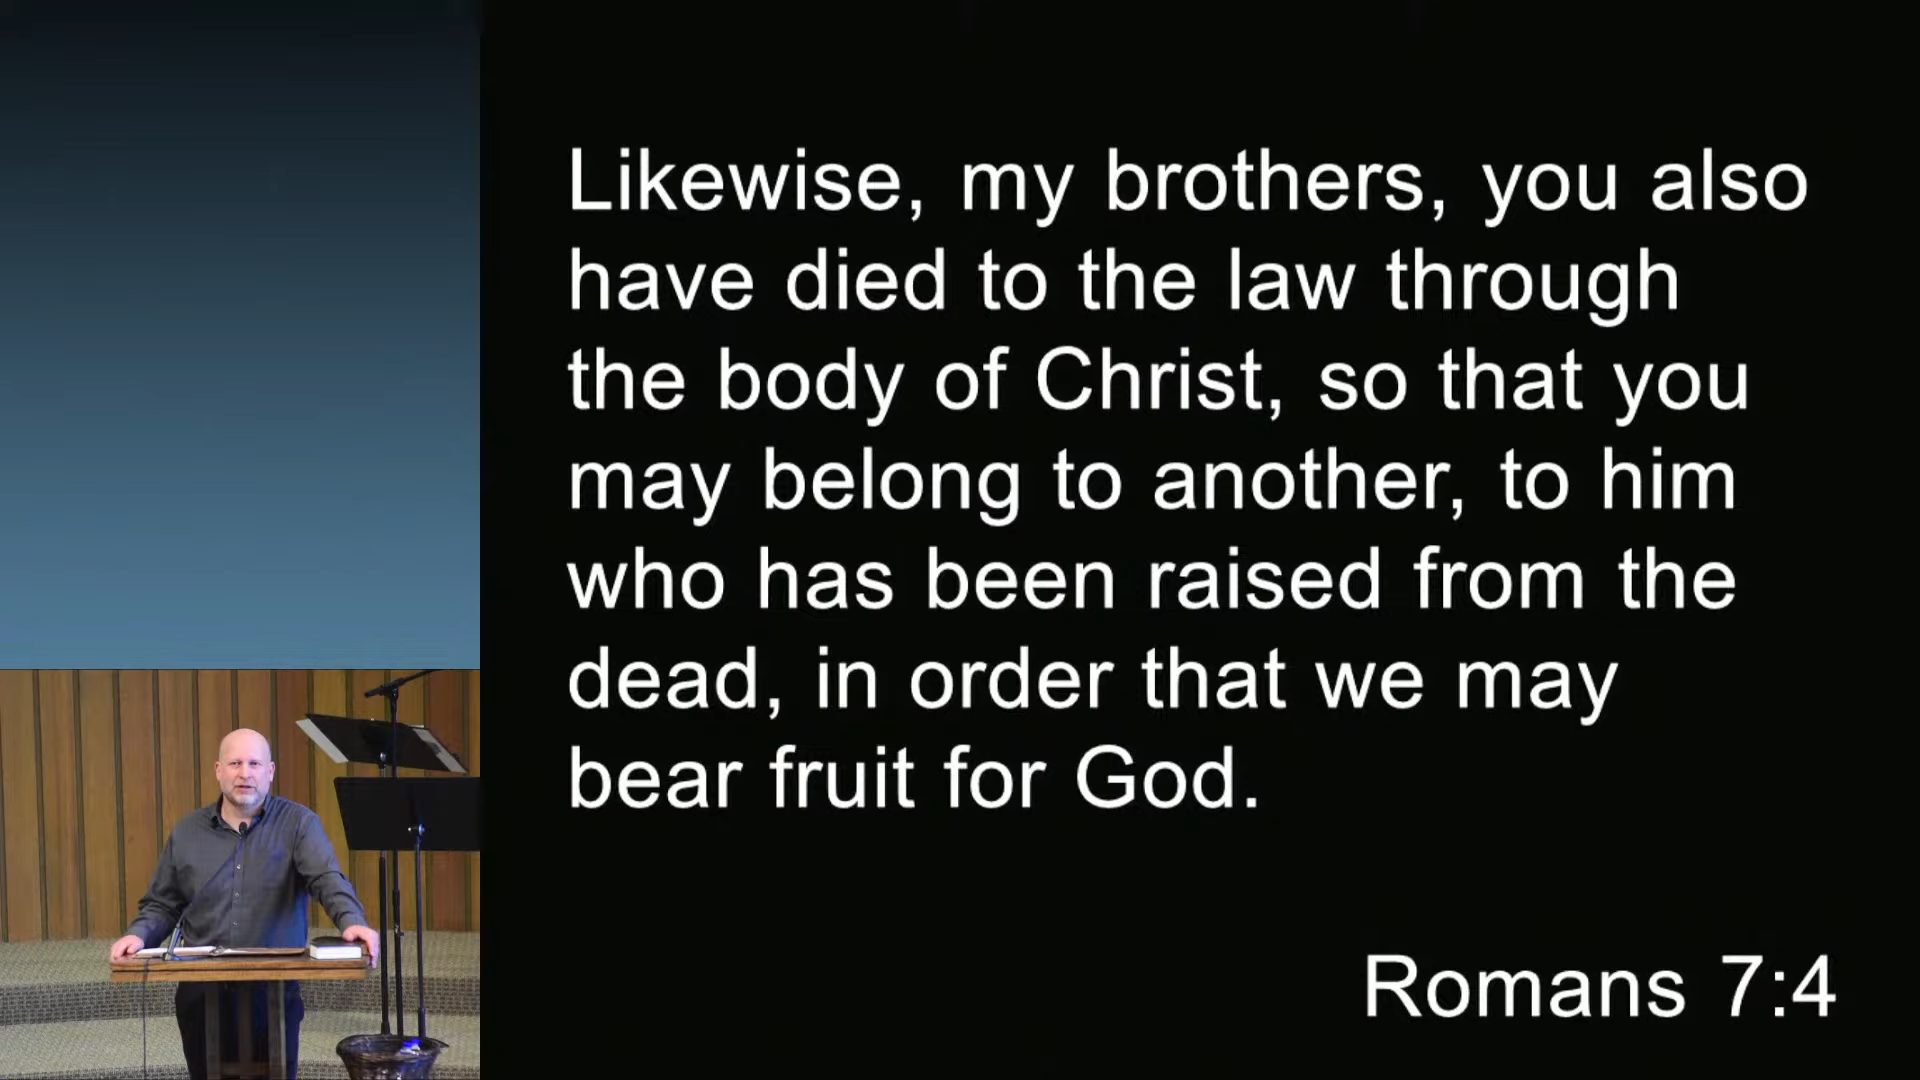 Likewise, my brothers, you also
have died to the law through
the body of Christ, so that you
may belong to another, to him
who has been raised from the
dead, in order that we may
bear fruit for God.
Romans 7:4